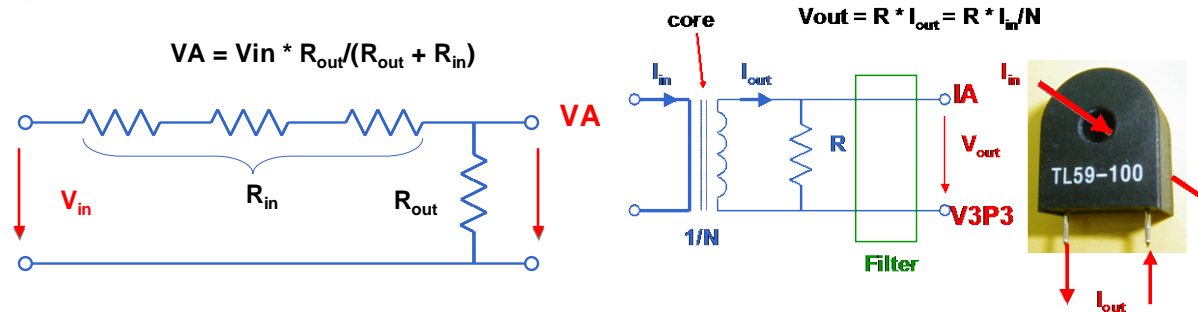 VA = Vin * Rout/(Rout + Rin)
VA
Vin
Rin
Rout
core
Vout = R * Iout = R * Iin/N
Iin
Iout
IA
R
Vout
V3P3
1/N
Filter
Iin
TL59-100
Iout